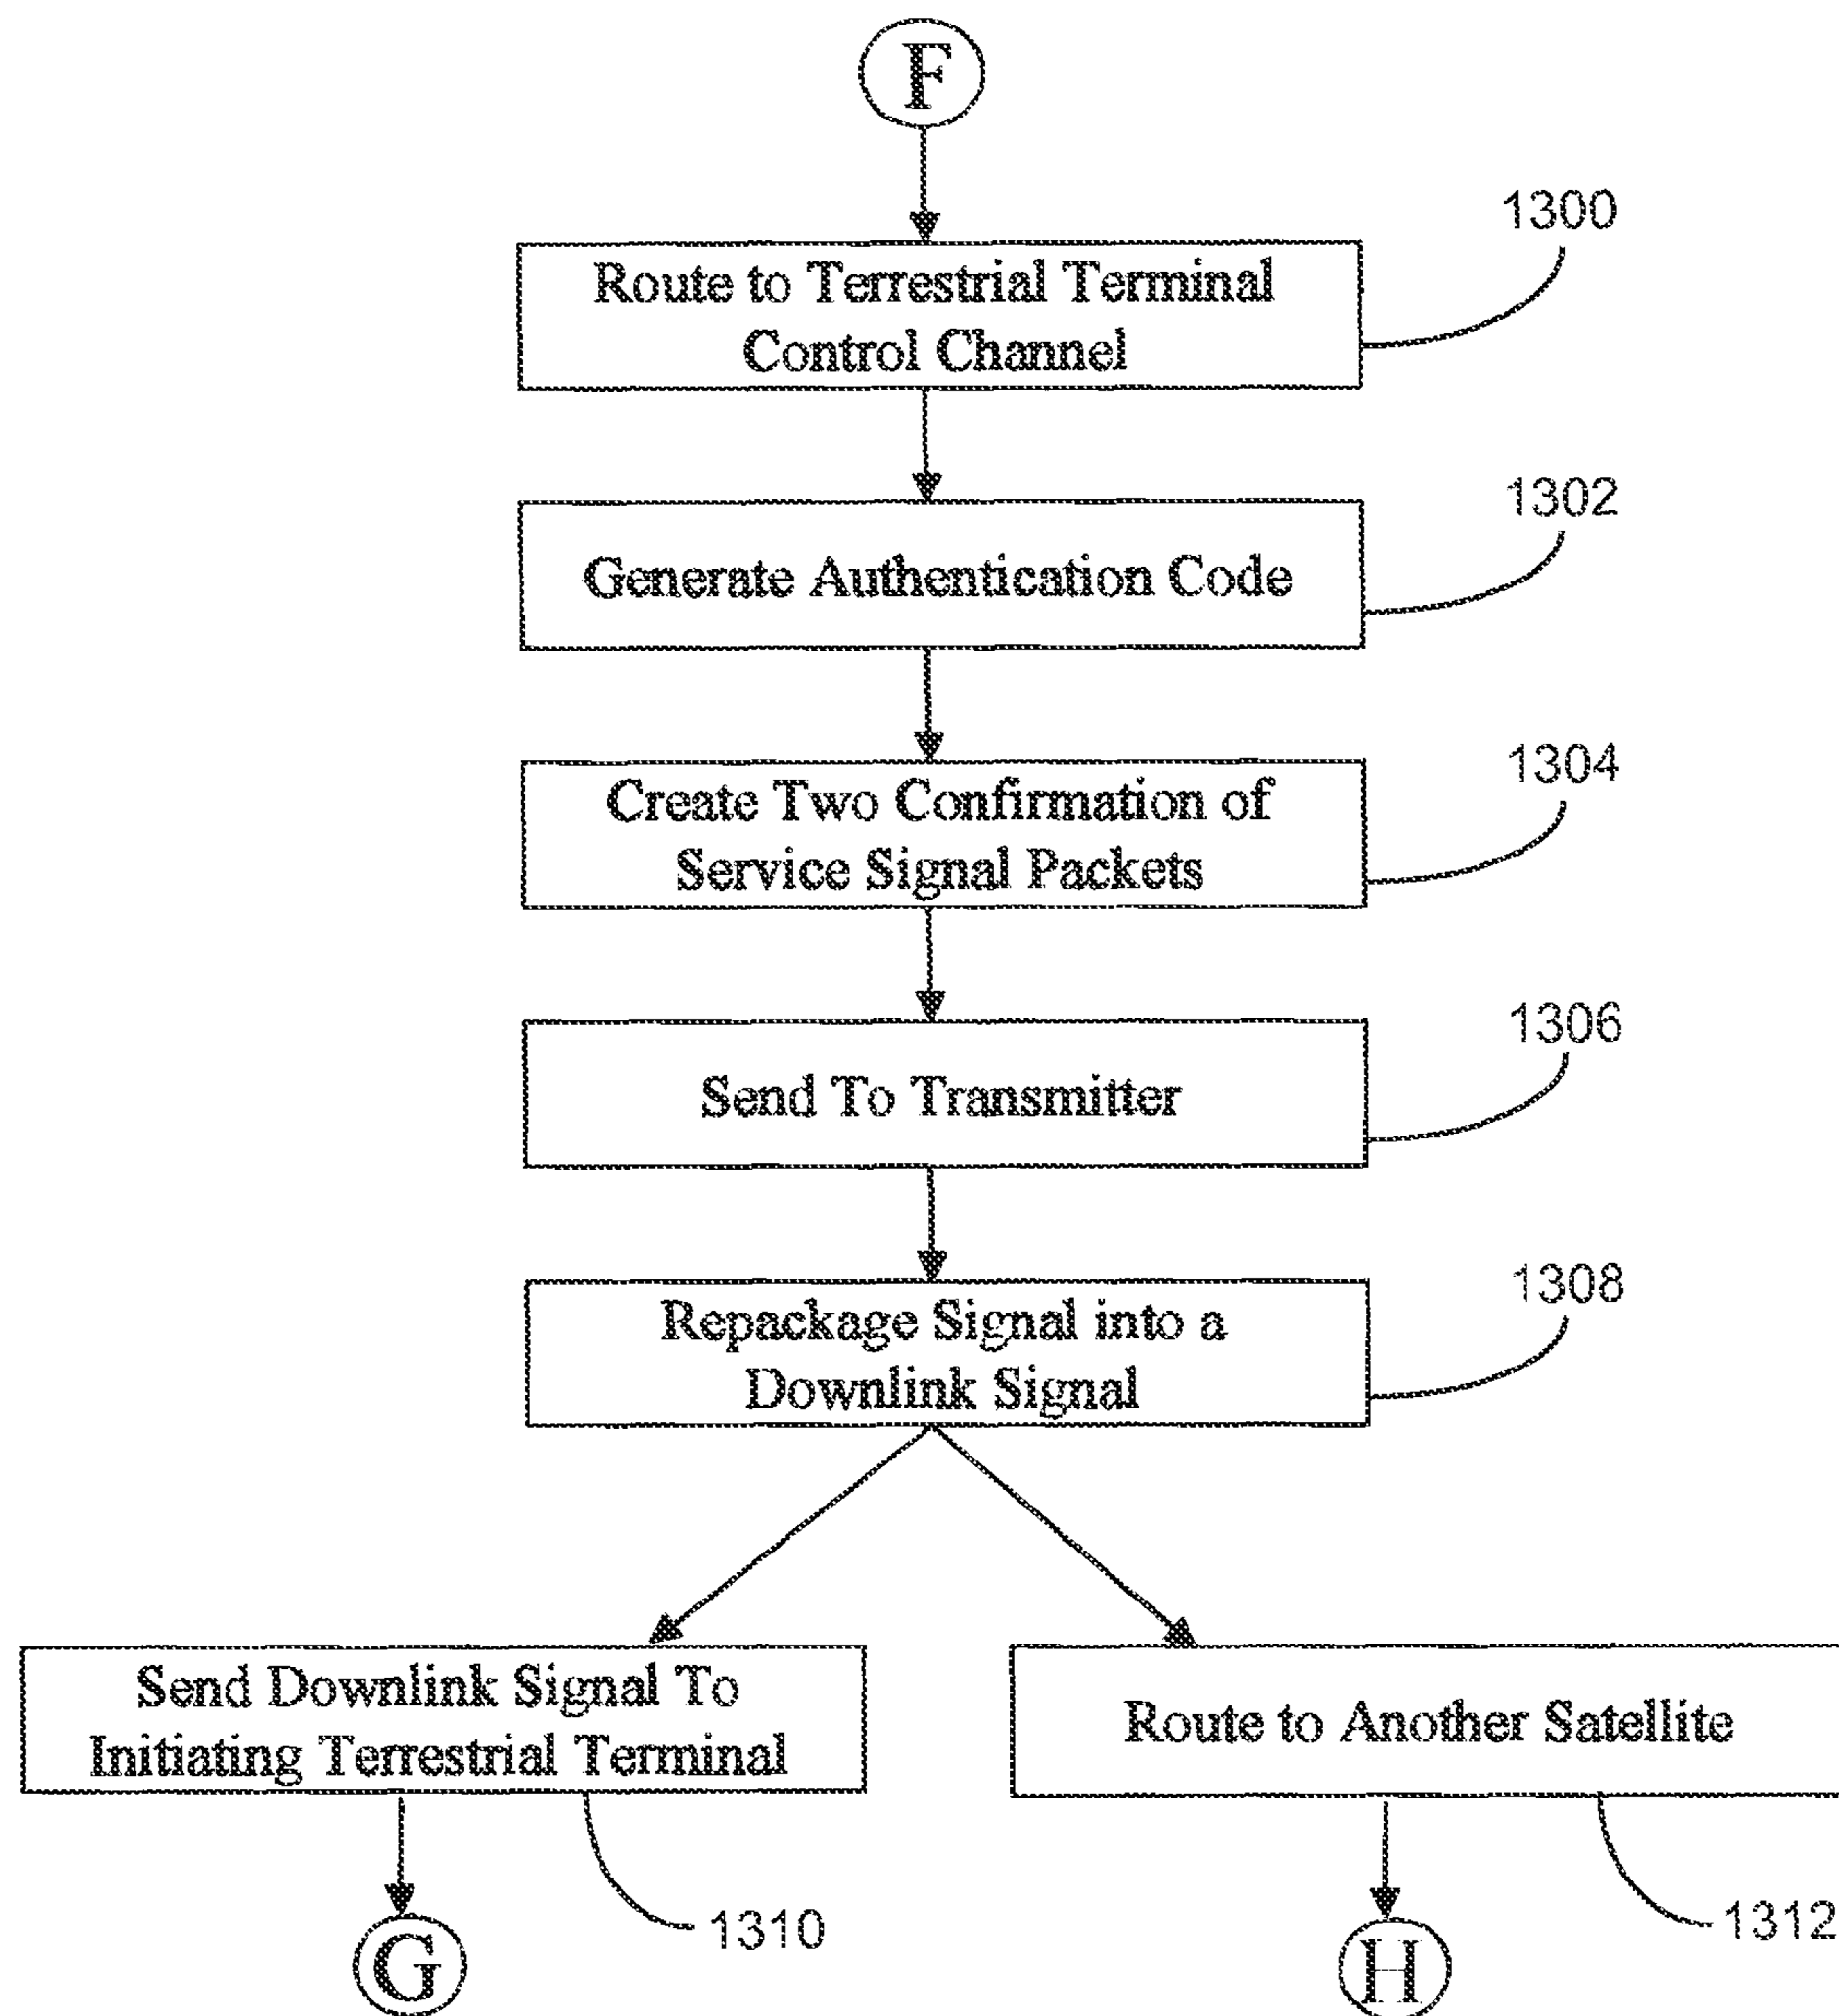 F
1300
Route to Terrestrial Terminal
Control Channel
1302
Generate Authentication Code
1304
Create Two Confirmation of
Service Signal Packets
1306
Send To Transmitter
1308
Repackage Signal into a
Downlink Signal
Send Downlink Signal To
Initiating Terrestrial Terminal
Route to Another Satellite
1310
1312
G
H